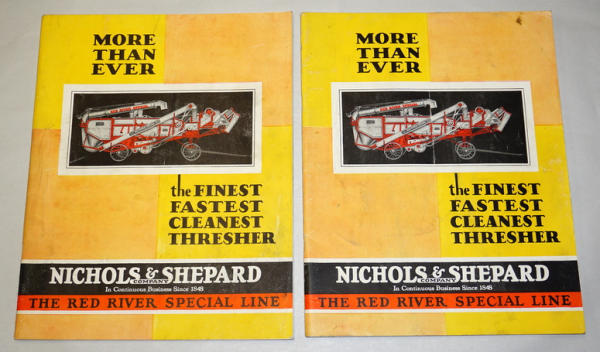 MORE
THAN
EVER
the FINEST
FASTEST
CLEANEST
THRESHER
NICHOLS & SHEPARD
COMPANY
In Continuous Business Since 1848
THE RED RIVER SPECIAL LINE
MORE
THAN
EVER
the FINEST
FASTEST
CLEANEST
THRESHER
NICHOLS & SHEPARD
COMPANY
In Continuous Business Since 1848
THE RED RIVER SPECIAL LINE